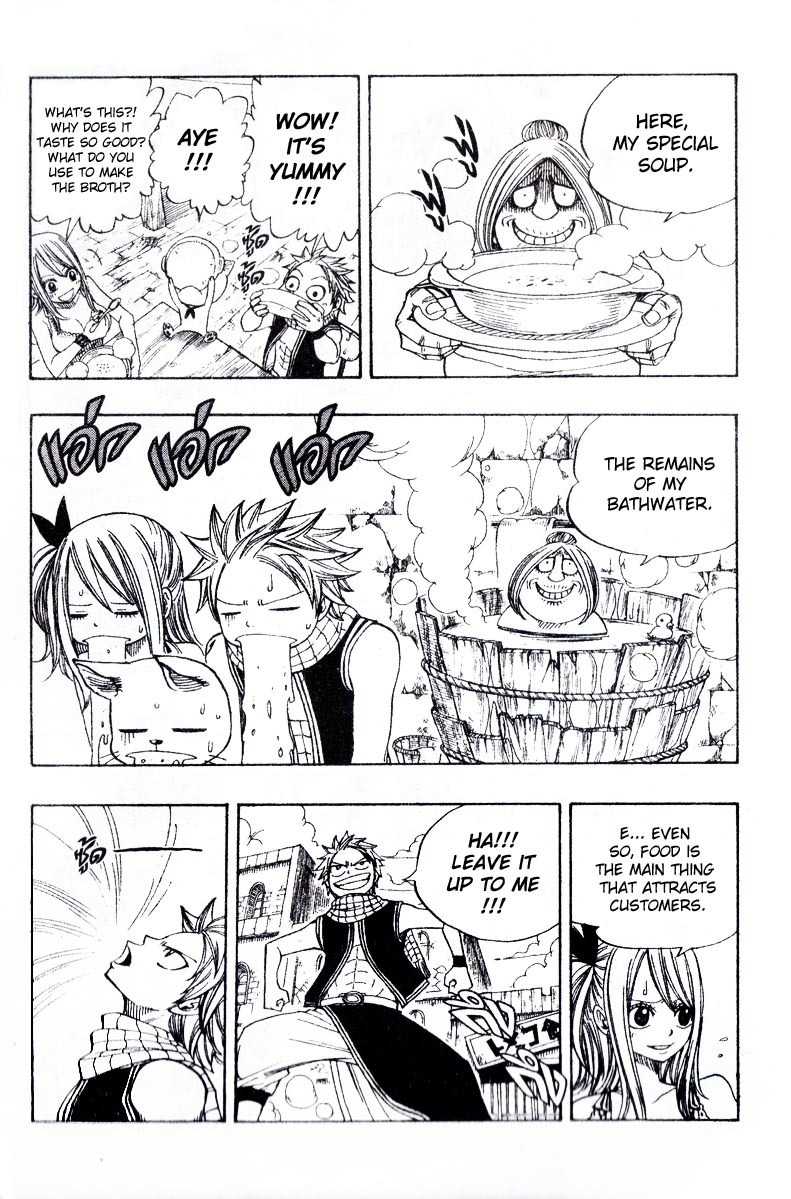 HERE,
MY SPECIAL
SOUP.
WOW!
IT'S
YUMMY
!!!
AYE
!!!
WHAT'S THIS?!
WHY DOES IT
TASTE SO GOOD?
WHAT DO YOU
USE TO MAKE
THE BROTH?
THE REMAINS
OF MY
BATHWATER.
แอ่ก แอ่ก แอ่ก
E... EVEN
SO, FOOD IS
THE MAIN THING
THAT ATTRACTS
CUSTOMERS.
HA!!!
LEAVE IT
UP TO ME
!!!